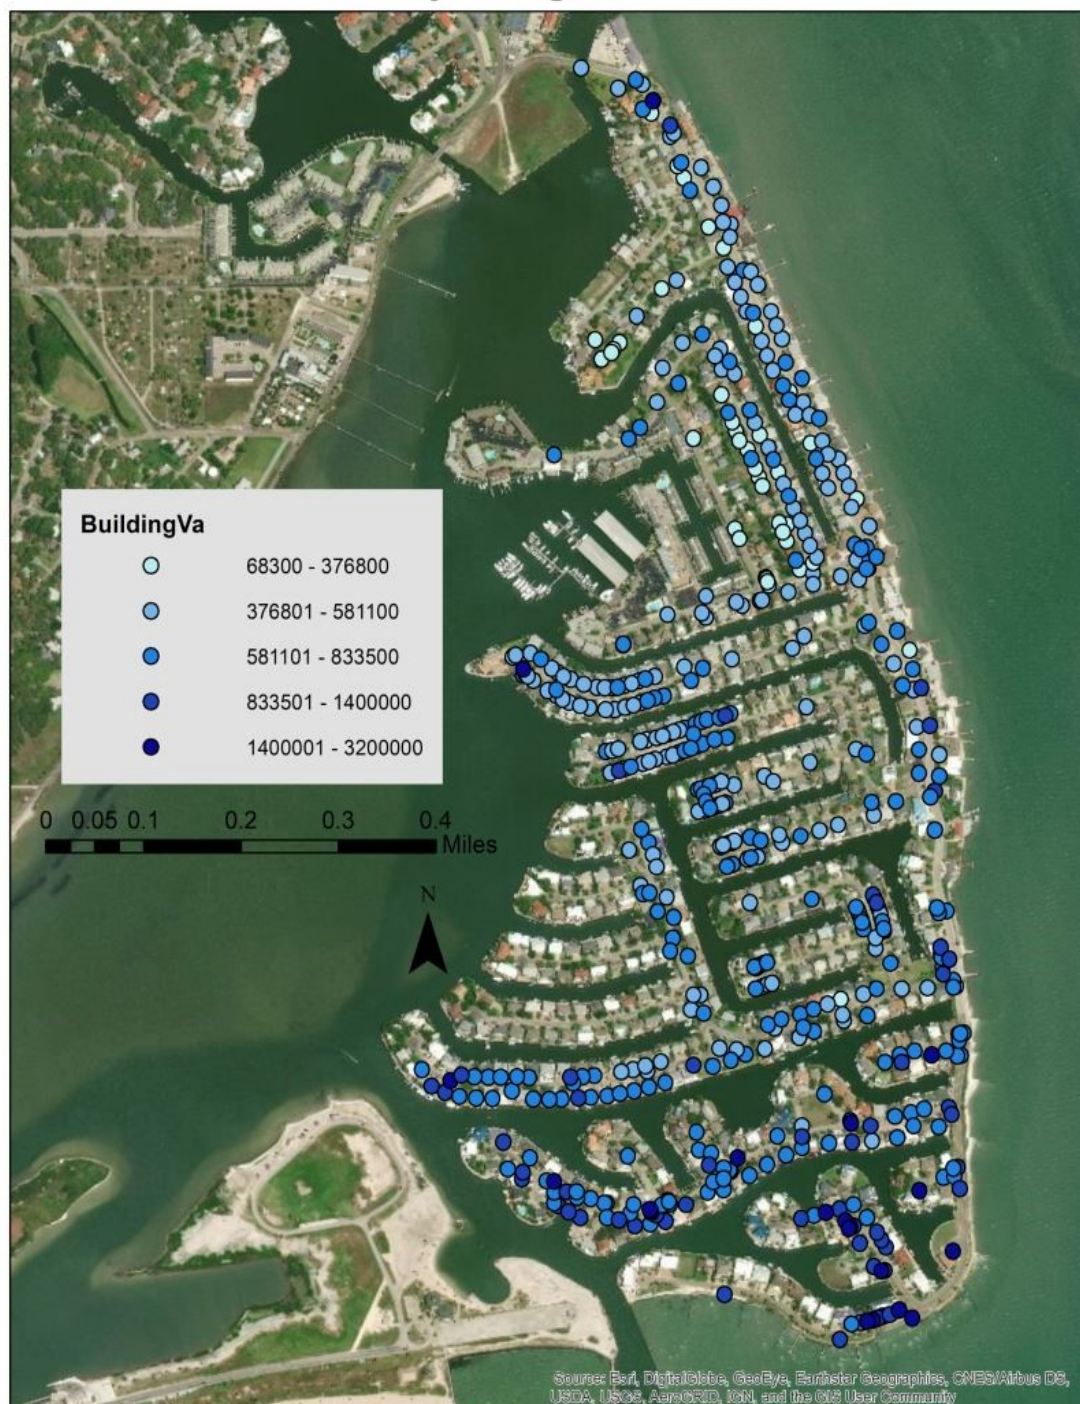 BuildingVa
68300 - 376800
376801 - 581100
581101 - 833500
833501 - 1400000
1400001 - 3200000
0 0.05 0.1 0.2 0.3 0.4
Miles
N
Source: Esri, DigitalGlobe, GeoEye, Earthstar Geographics, CNES/Airbus DS,
USDA, USGS, AeroGRID, IGN, and the GIS User Community